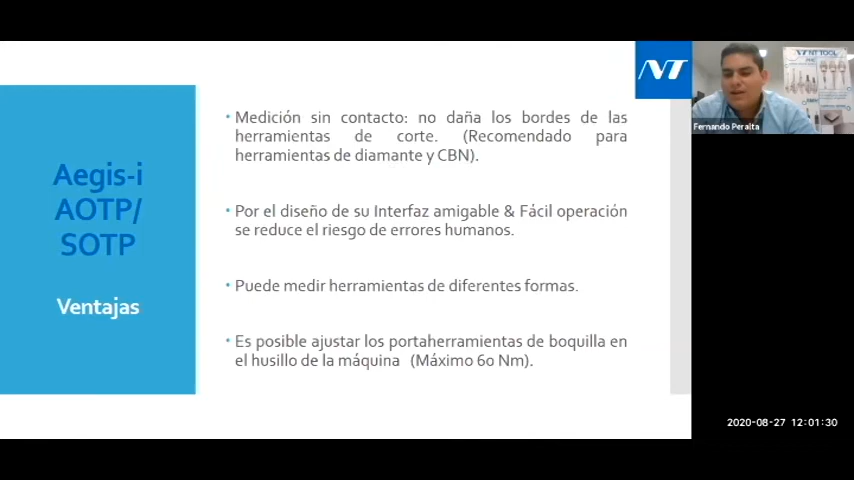 NT
NT TOOL
Fernando Peralta
Aegis-i
AOTP/
SOTP
Ventajas
• Medición sin contacto: no daña los bordes de las
herramientas de corte. (Recomendado para
herramientas de diamante y CBN).
• Por el diseño de su Interfaz amigable & Fácil operación
se reduce el riesgo de errores humanos.
• Puede medir herramientas de diferentes formas.
• Es posible ajustar los portaherramientas de boquilla en
el husillo de la máquina (Máximo 60 Nm).
2020-08-27 12:01:30